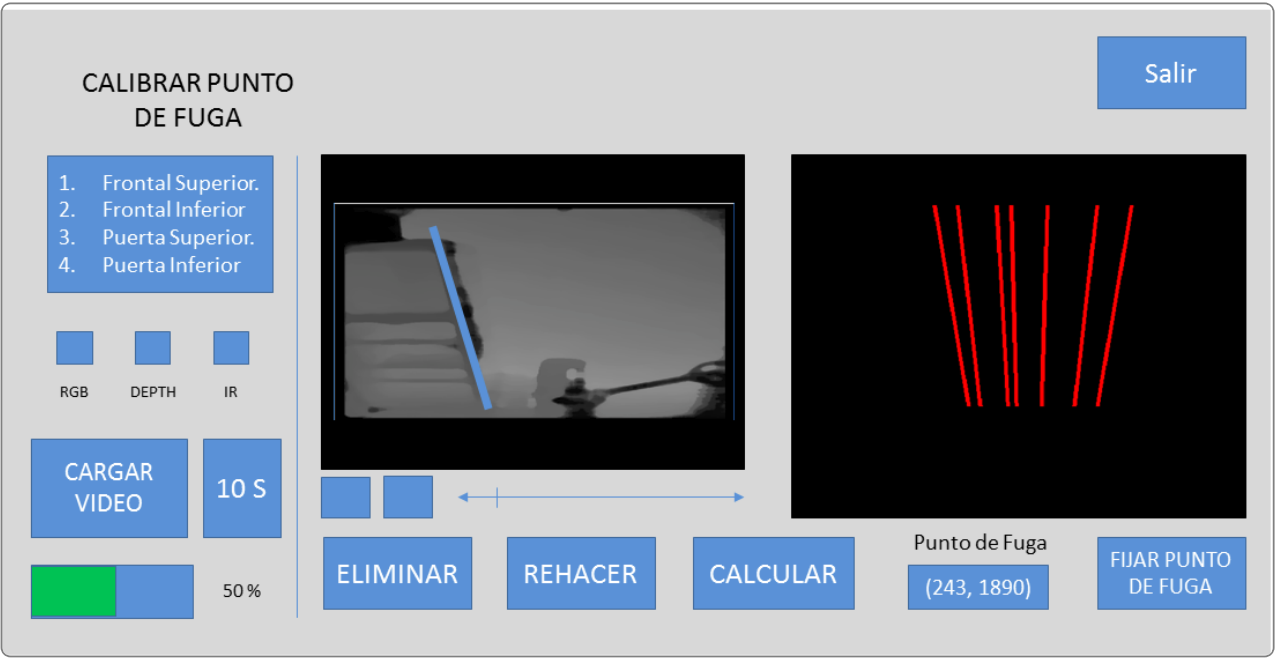 CALIBRAR PUNTO
DE FUGA
Salir
1. Frontal Superior.
2. Frontal Inferior
3. Puerta Superior.
4. Puerta Inferior
RGB DEPTH IR
CARGAR
VIDEO
10 S
50 %
ELIMINAR
REHACER
CALCULAR
Punto de Fuga
(243, 1890)
FIJAR PUNTO
DE FUGA